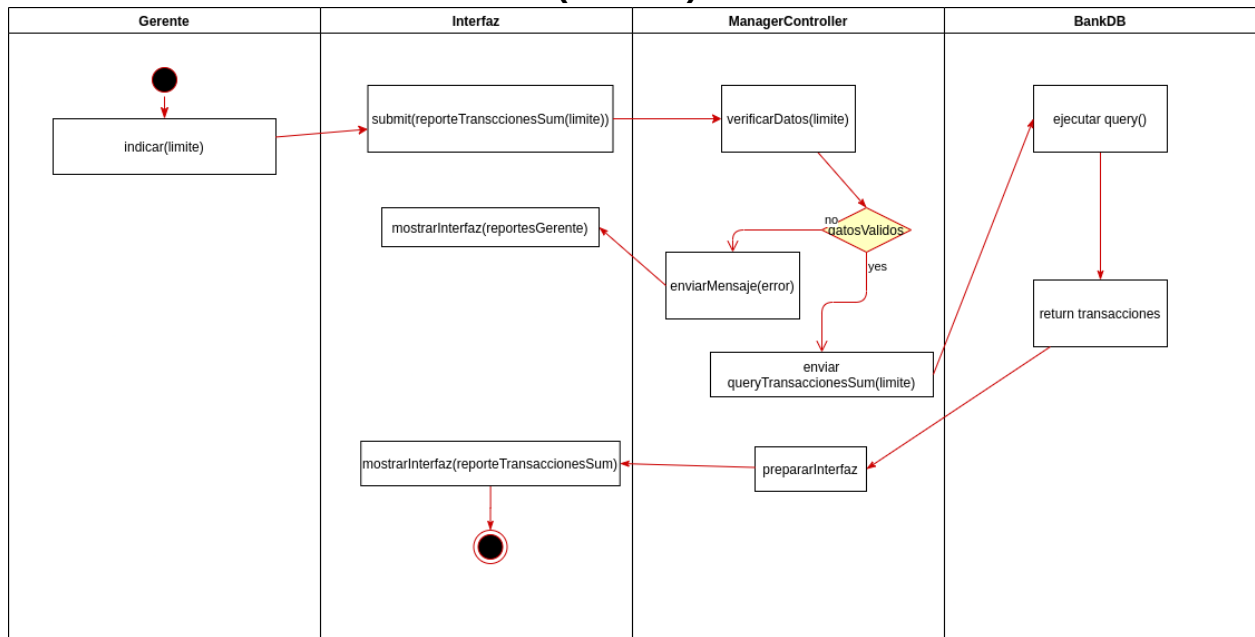 Gerente
Interfaz
ManagerController
BankDB
indicar(limite)
submit(reporteTransccionesSum(limite))
verificarDatos(limite)
ejecutar query()
mostrarInterfaz(reportesGerente)
no
yes
enviarMensaje(error)
return transacciones
enviar
queryTransaccionesSum(limite)
mostrarInterfaz(reporteTransaccionesSum)
prepararInterfaz